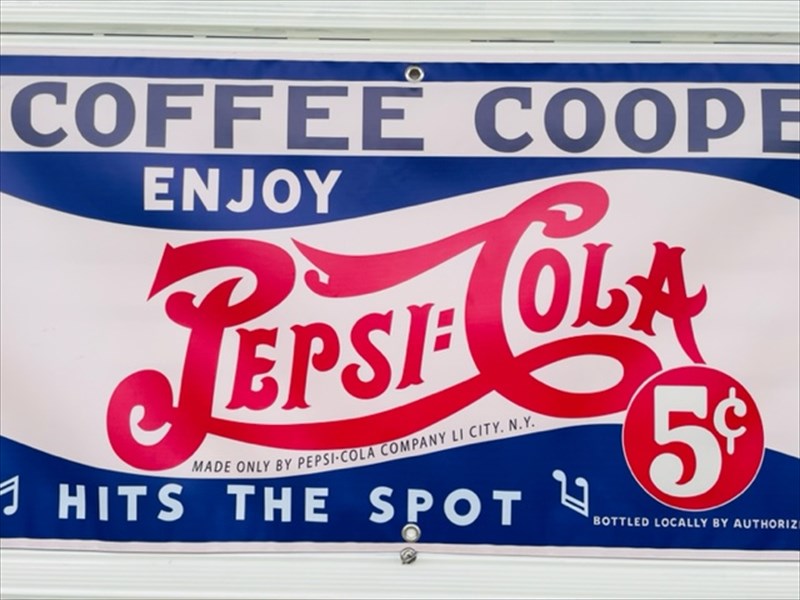 COFFEE COOPE
ENJOY
PEPSI=COLA
5¢
MADE ONLY BY PEPSI-COLA COMPANY LI CITY, N.Y.
HITS THE SPOT
BOTTLED LOCALLY BY AUTHORIZ